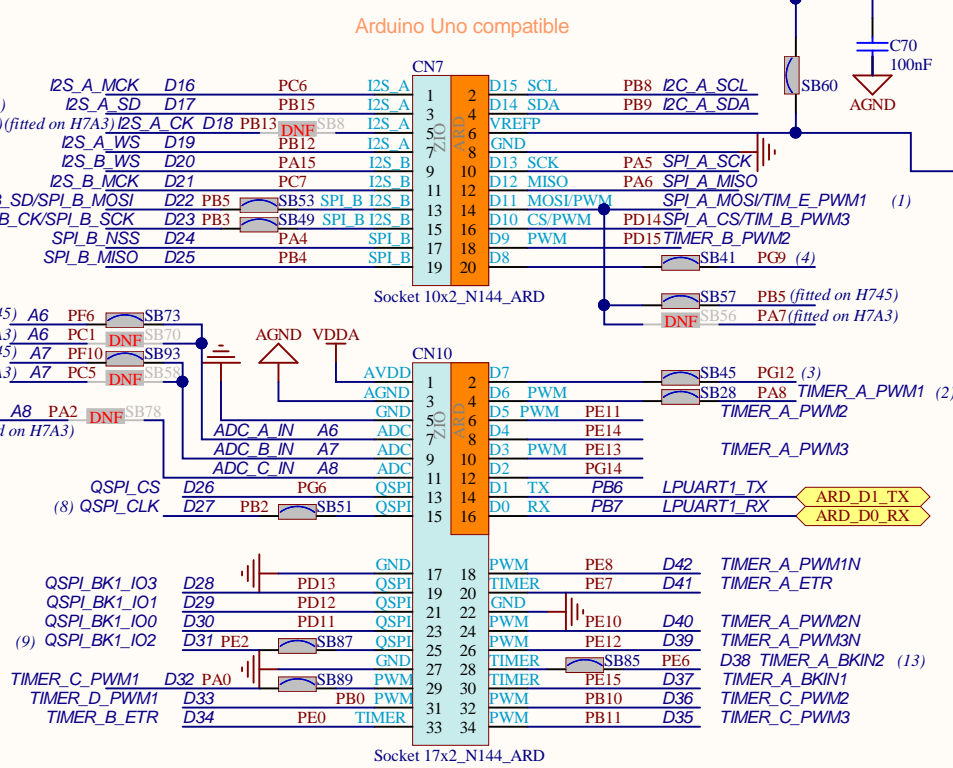 Arduino Uno compatible
CN7
C70
100nF
SB60
AGND
I2S_A_MCK D16 PC6 I2S_A 1 2 D15 SCL PB8 I2C_A_SCL
I2S_A_SD D17 PB15 I2S_A 3 4 D14 SDA PB9 I2C_A_SDA
)(fitted on H7A3) I2S_A_CK D18 PB13 DNF SB8 I2S_A 5 6 VREFP
I2S_A_WS D19 PB12 I2S_A 7 8 GND
I2S_B_WS D20 PA15 I2S_B 9 10 D13 SCK PA5 SPI_A_SCK
I2S_B_MCK D21 PC7 I2S_B 11 12 D12 MISO PA6 SPI_A_MISO
_SD/SPI_B_MOSI D22 PB5 SB53 SPI_B I2S_B 13 14 D11 MOSI/PWM SPI_A_MOSI/TIM_E_PWM1 (1)
B_CK/SPI_B_SCK D23 PB3 SB49 SPI_B I2S_B 15 16 D10 CS/PWM PD14 SPI_A_CS/TIM_B_PWM3
SPI_B_NSS D24 PA4 SPI_B 17 18 D9 PWM PD15 TIMER_B_PWM2
SPI_B_MISO D25 PB4 SPI_B 19 20 D8 SB41 PG9 (4)
ZIO
ARD
Socket 10x2_N144_ARD
SB57 PB5 (fitted on H745)
DNF SB56 PA7 (fitted on H7A3)
45) A6 PF6 SB73
A3) A6 PC1 DNF SB70
45) A7 PF10 SB93
A3) A7 PC5 DNF SB58
A8 PA2 DNF SB78
d on H7A3)
AGND VDDA
CN10
AVDD 1 2 D7 SB45 PG12 (3)
AGND 3 4 D6 PWM SB28 PA8 TIMER_A_PWM1 (2)
GND 5 6 D5 PWM PE11 TIMER_A_PWM2
ADC_A_IN A6 ADC 7 8 D4 PE14
ADC_B_IN A7 ADC 9 10 D3 PWM PE13 TIMER_A_PWM3
ADC_C_IN A8 ADC 11 12 D2 PG14
QSPI_CS D26 PG6 QSPI 13 14 D1 TX PB6 LPUART1_TX ARD_D1_TX
(8) QSPI_CLK D27 PB2 SB51 QSPI 15 16 D0 RX PB7 LPUART1_RX ARD_D0_RX
ZIO
ARD
GND 17 18 PWM PE8 D42 TIMER_A_PWM1N
QSPI_BK1_IO3 D28 PD13 QSPI 19 20 TIMER PE7 D41 TIMER_A_ETR
QSPI_BK1_IO1 D29 PD12 QSPI 21 22 GND
QSPI_BK1_IO0 D30 PD11 QSPI 23 24 PWM PE10 D40 TIMER_A_PWM2N
(9) QSPI_BK1_IO2 D31 PE2 SB87 QSPI 25 26 PWM PE12 D39 TIMER_A_PWM3N
GND 27 28 TIMER SB85 PE6 D38 TIMER_A_BKIN2 (13)
TIMER_C_PWM1 D32 PA0 SB89 PWM 29 30 TIMER PE15 D37 TIMER_A_BKIN1
TIMER_D_PWM1 D33 PB0 PWM 31 32 PWM PB10 D36 TIMER_C_PWM2
TIMER_B_ETR D34 PE0 TIMER 33 34 PWM PB11 D35 TIMER_C_PWM3
Socket 17x2_N144_ARD